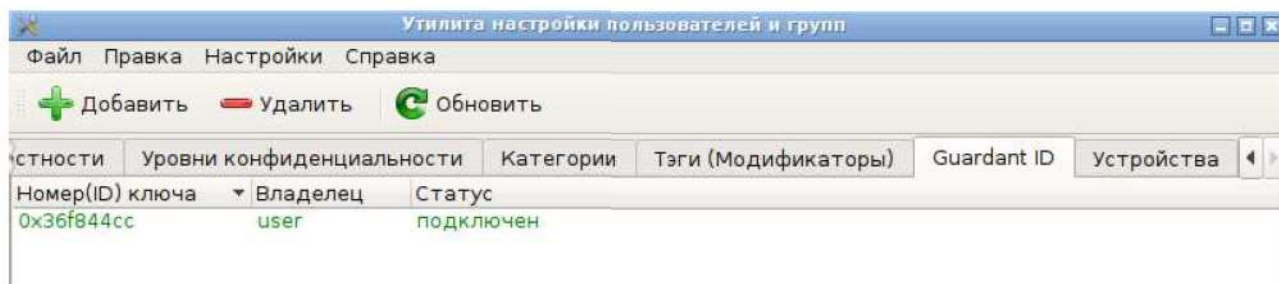 Утилита настройки пользователей и групп
Файл Правка Настройки Справка
Добавить Удалить Обновить
стности Уровни конфиденциальности Категории Тэги (Модификаторы) Guardant ID Устройства
Номер(ID) ключа Владелец Статус
0x36f844cc user подключен